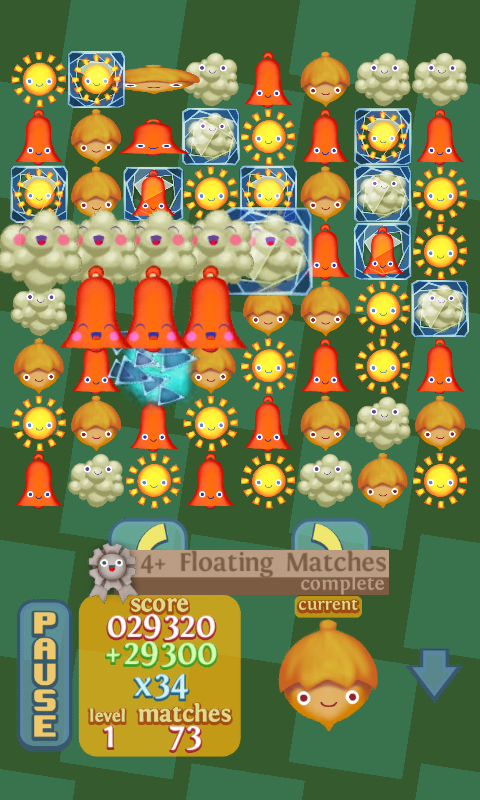 4+ Floating Matches
complete
PAUSE
score
029320
+29300
x34
level matches
1 73
current